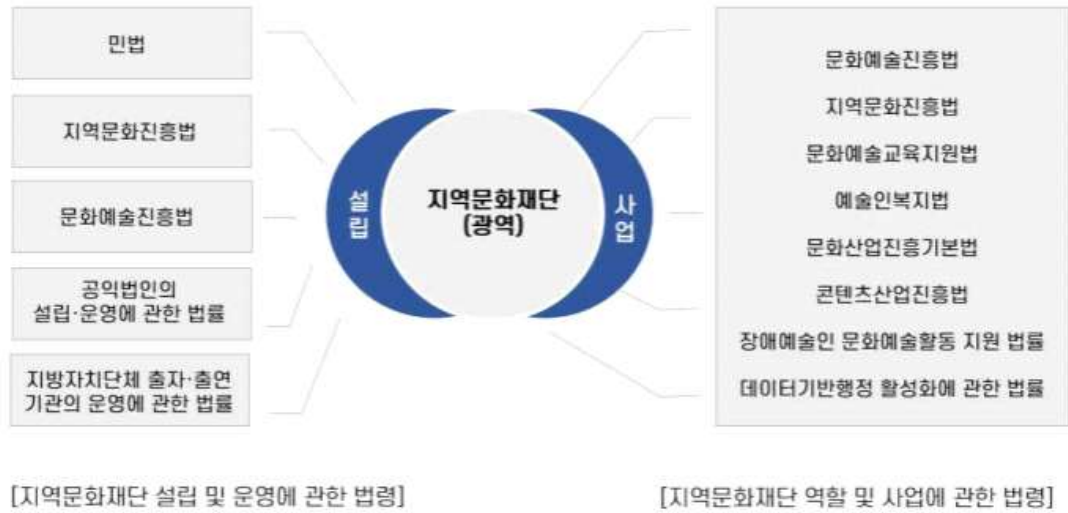 민법
지역문화진흥법
문화예술진흥법
공익법인의
설립·운영에 관한 법률
지방자치단체 출자·출연
기관의 운영에 관한 법률
설립
지역문화재단
(광역)
사업
문화예술진흥법
지역문화진흥법
문화예술교육지원법
예술인복지법
문화산업진흥기본법
콘텐츠산업진흥법
장애예술인 문화예술활동 지원 법률
데이터기반행정 활성화에 관한 법률
[지역문화재단 설립 및 운영에 관한 법령]
[지역문화재단 역할 및 사업에 관한 법령]